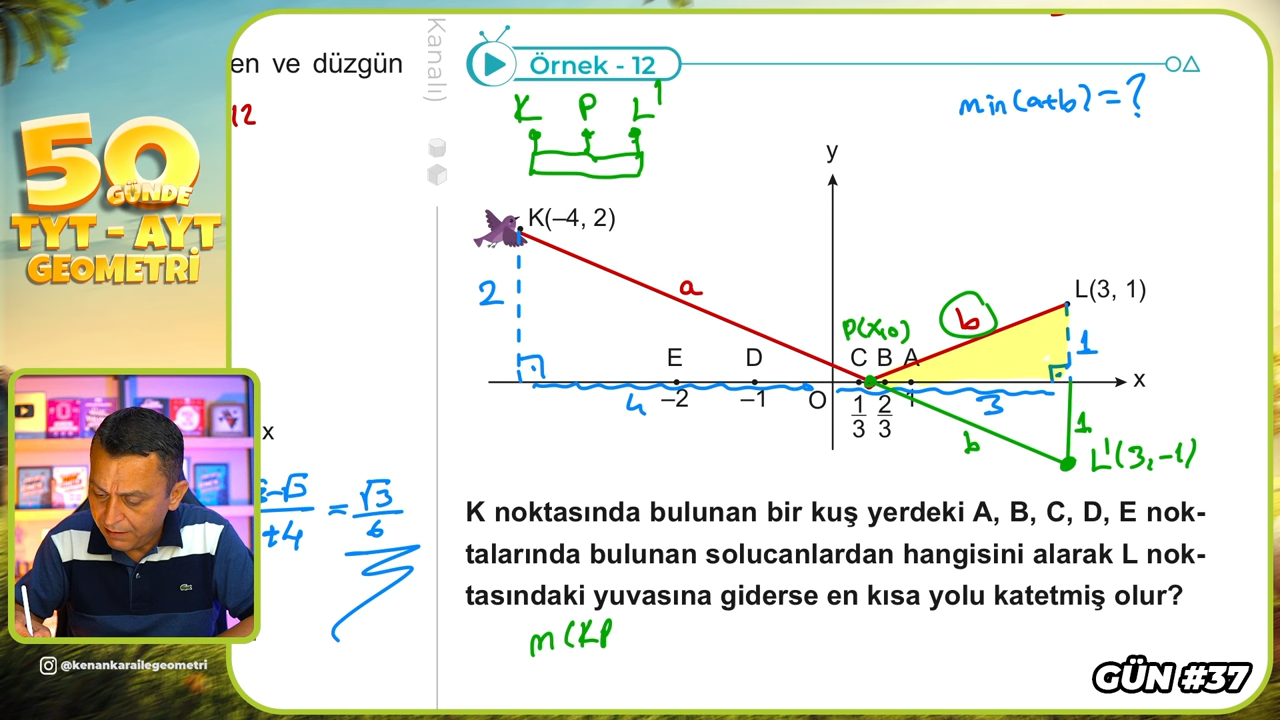 50
GÜNDE
TYT - AYT
GEOMETRİ
en ve düzgün
12
x
= √3
6
+4
@kenankarailegeometri
Kanalı)
Örnek - 12
K P L'
min(a+b) = ?
y
K(–4, 2)
2
a
b
L(3, 1)
P(x,0)
E D C B A
1
x
–2 –1 O 1/3 2/3 1
4
3
b
1
L'(3,-1)
K noktasında bulunan bir kuş yerdeki A, B, C, D, E nok-
talarında bulunan solucanlardan hangisini alarak L nok-
tasındaki yuvasına giderse en kısa yolu katetmiş olur?
m(KP
GÜN #37